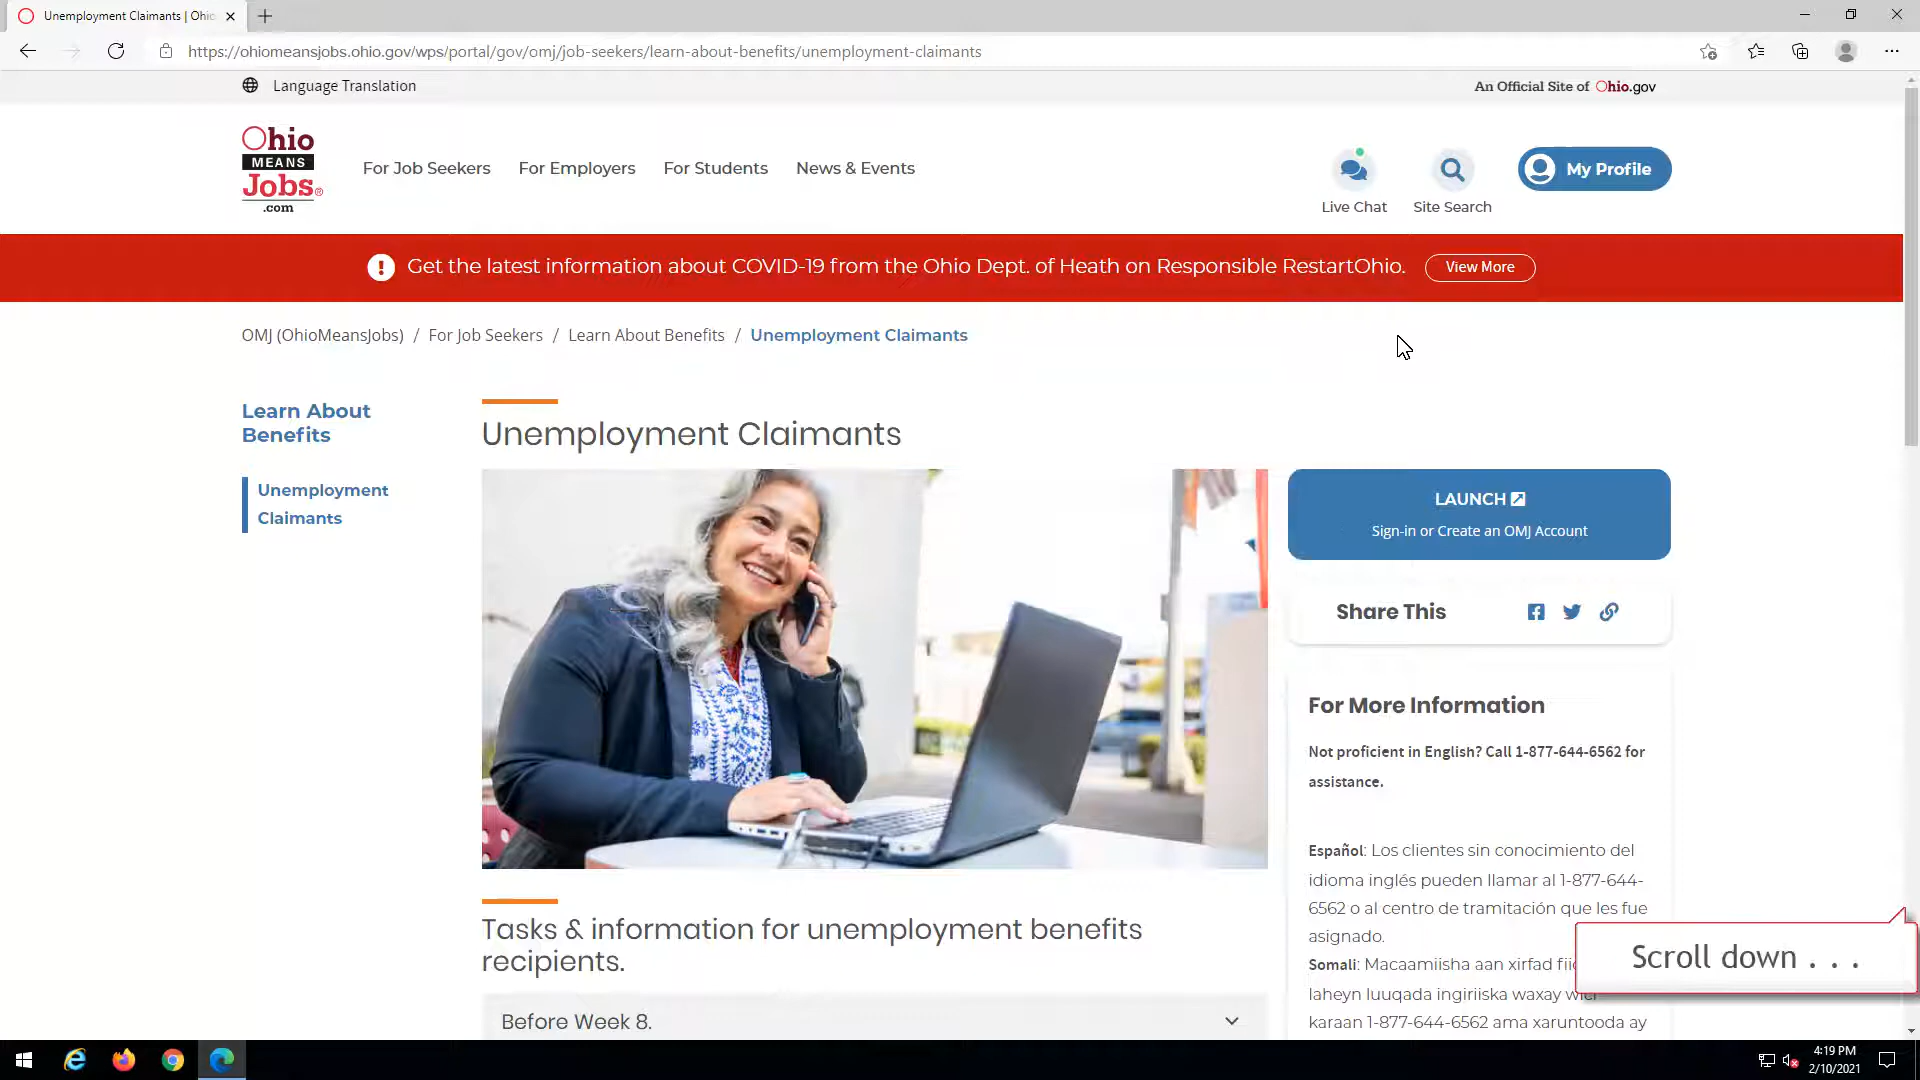 Unemployment Claimants | Ohio
https://ohiomeansjobs.ohio.gov/wps/portal/gov/omj/job-seekers/learn-about-benefits/unemployment-claimants
Language Translation
An Official Site of Ohio.gov
Ohio
MEANS
Jobs®
.com
For Job Seekers
For Employers
For Students
News & Events
Live Chat
Site Search
My Profile
! Get the latest information about COVID-19 from the Ohio Dept. of Heath on Responsible RestartOhio.
View More
OMJ (OhioMeansJobs) / For Job Seekers / Learn About Benefits / Unemployment Claimants
Learn About
Benefits
Unemployment
Claimants
Unemployment Claimants
LAUNCH
Sign-in or Create an OMJ Account
Share This
For More Information
Not proficient in English? Call 1-877-644-6562 for
assistance.
Español: Los clientes sin conocimiento del
idioma inglés pueden llamar al 1-877-644-
6562 o al centro de tramitación que les fue
asignado.
Somali: Macaamiisha aan xirfad
laheyn luuqada ingiriiska waxay
karaan 1-877-644-6562 ama xaruntooda ay
Tasks & information for unemployment benefits
recipients.
Before Week 8.
Scroll down . . .
4:19 PM
2/10/2021